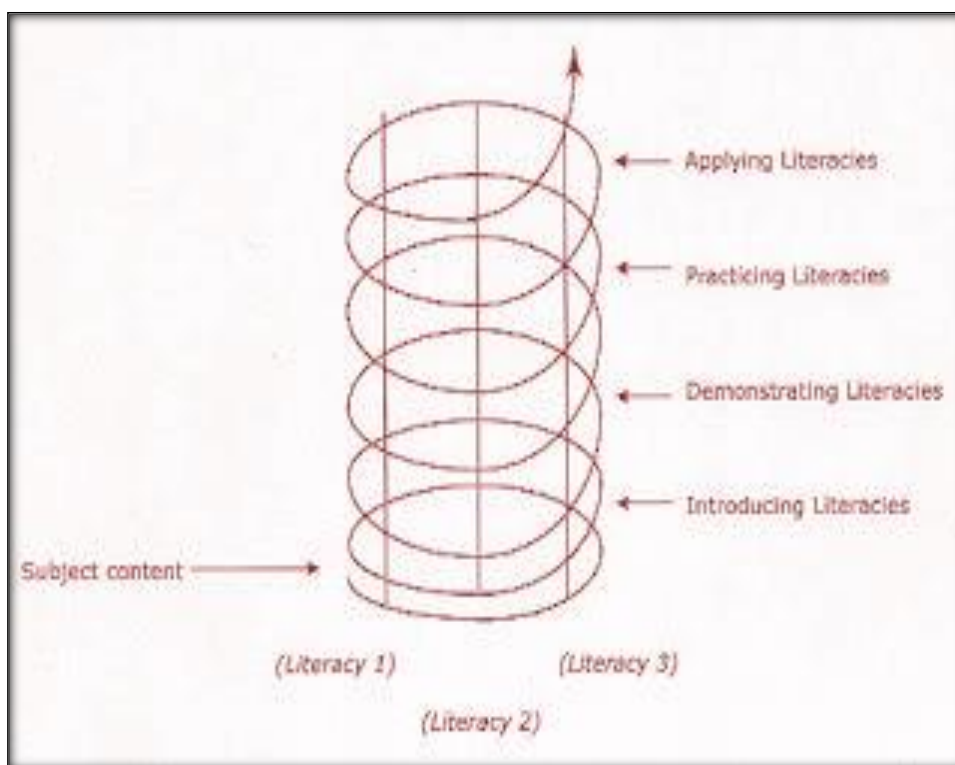 Applying Literacies
Practicing Literacies
Demonstrating Literacies
Introducing Literacies
Subject content
(Literacy 1)
(Literacy 3)
(Literacy 2)